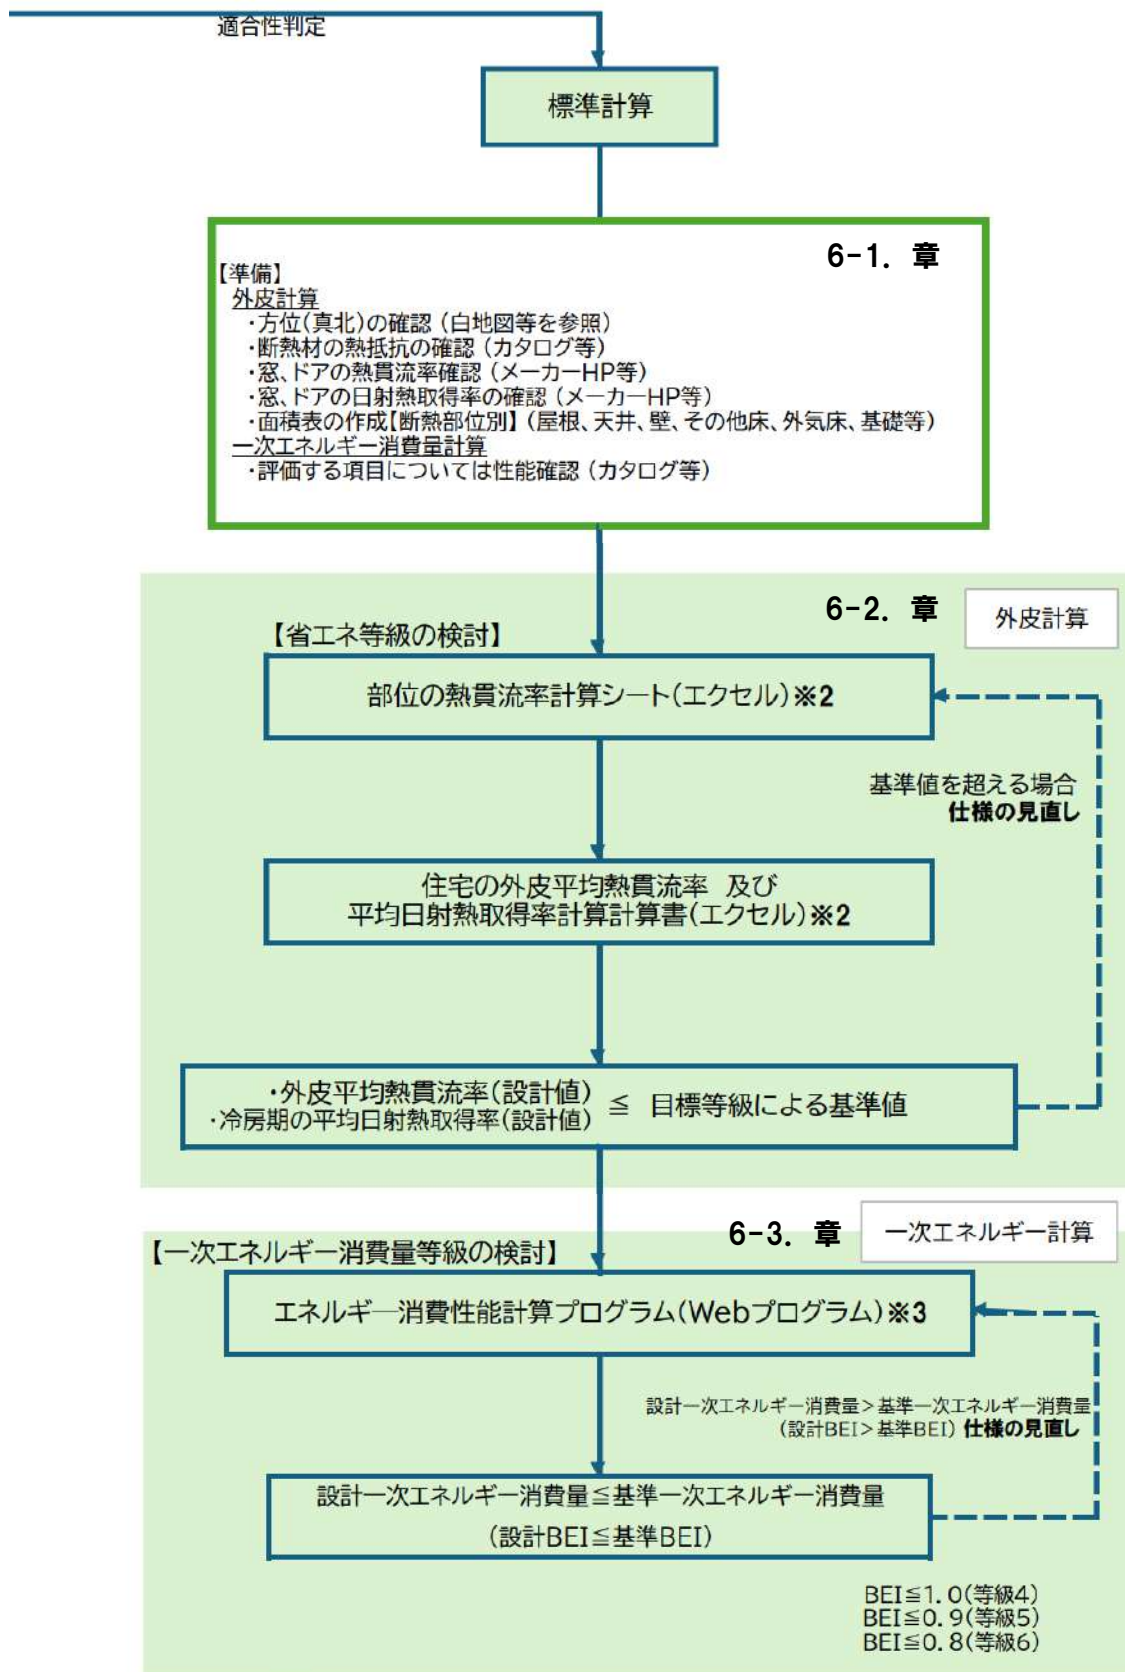 適合性判定
標準計算
6-1. 章
【準備】
外皮計算
・方位(真北)の確認 (白地図等を参照)
・断熱材の熱抵抗の確認 (カタログ等)
・窓、ドアの熱貫流率確認 (メーカーHP等)
・窓、ドアの日射熱取得率の確認 (メーカーHP等)
・面積表の作成【断熱部位別】 (屋根、天井、壁、その他床、外気床、基礎等)
一次エネルギー消費量計算
・評価する項目については性能確認 (カタログ等)
6-2. 章
外皮計算
【省エネ等級の検討】
部位の熱貫流率計算シート(エクセル)※2
基準値を超える場合
仕様の見直し
住宅の外皮平均熱貫流率 及び
平均日射熱取得率計算計算書(エクセル)※2
・外皮平均熱貫流率(設計値)
・冷房期の平均日射熱取得率(設計値)
≦ 目標等級による基準値
6-3. 章
一次エネルギー計算
【一次エネルギー消費量等級の検討】
エネルギー消費性能計算プログラム(Webプログラム)※3
設計一次エネルギー消費量>基準一次エネルギー消費量
(設計BEI>基準BEI) 仕様の見直し
設計一次エネルギー消費量≦基準一次エネルギー消費量
(設計BEI≦基準BEI)
BEI≦1.0(等級4)
BEI≦0.9(等級5)
BEI≦0.8(等級6)